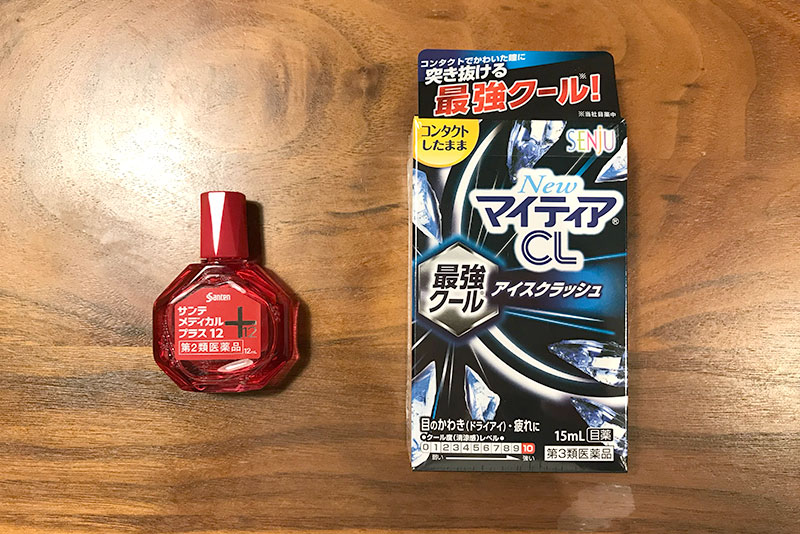 Santen
サンテ
メディカル
プラス 12
+12
第2類医薬品
12mL
コンタクトでかわいた瞳に
突き抜ける
最強クール!※
※当社目薬中
コンタクト
したまま
SENJU
New
マイティア®
CL
最強
クール※
アイスクラッシュ
目のかわき(ドライアイ)・疲れに
●クール度(清涼感)レベル●
0 1 2 3 4 5 6 7 8 9 10
弱い 強い
15mL 目薬
第3類医薬品